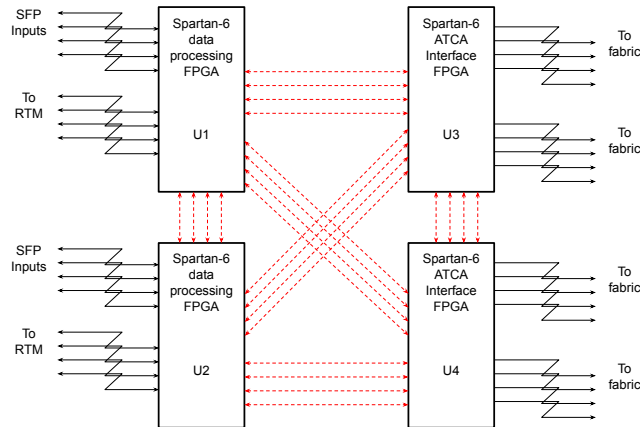 SFP
Inputs
To
RTM
Spartan-6
data
processing
FPGA
U1
Spartan-6
ATCA
Interface
FPGA
U3
To
fabric
To
fabric
SFP
Inputs
To
RTM
Spartan-6
data
processing
FPGA
U2
Spartan-6
ATCA
Interface
FPGA
U4
To
fabric
To
fabric